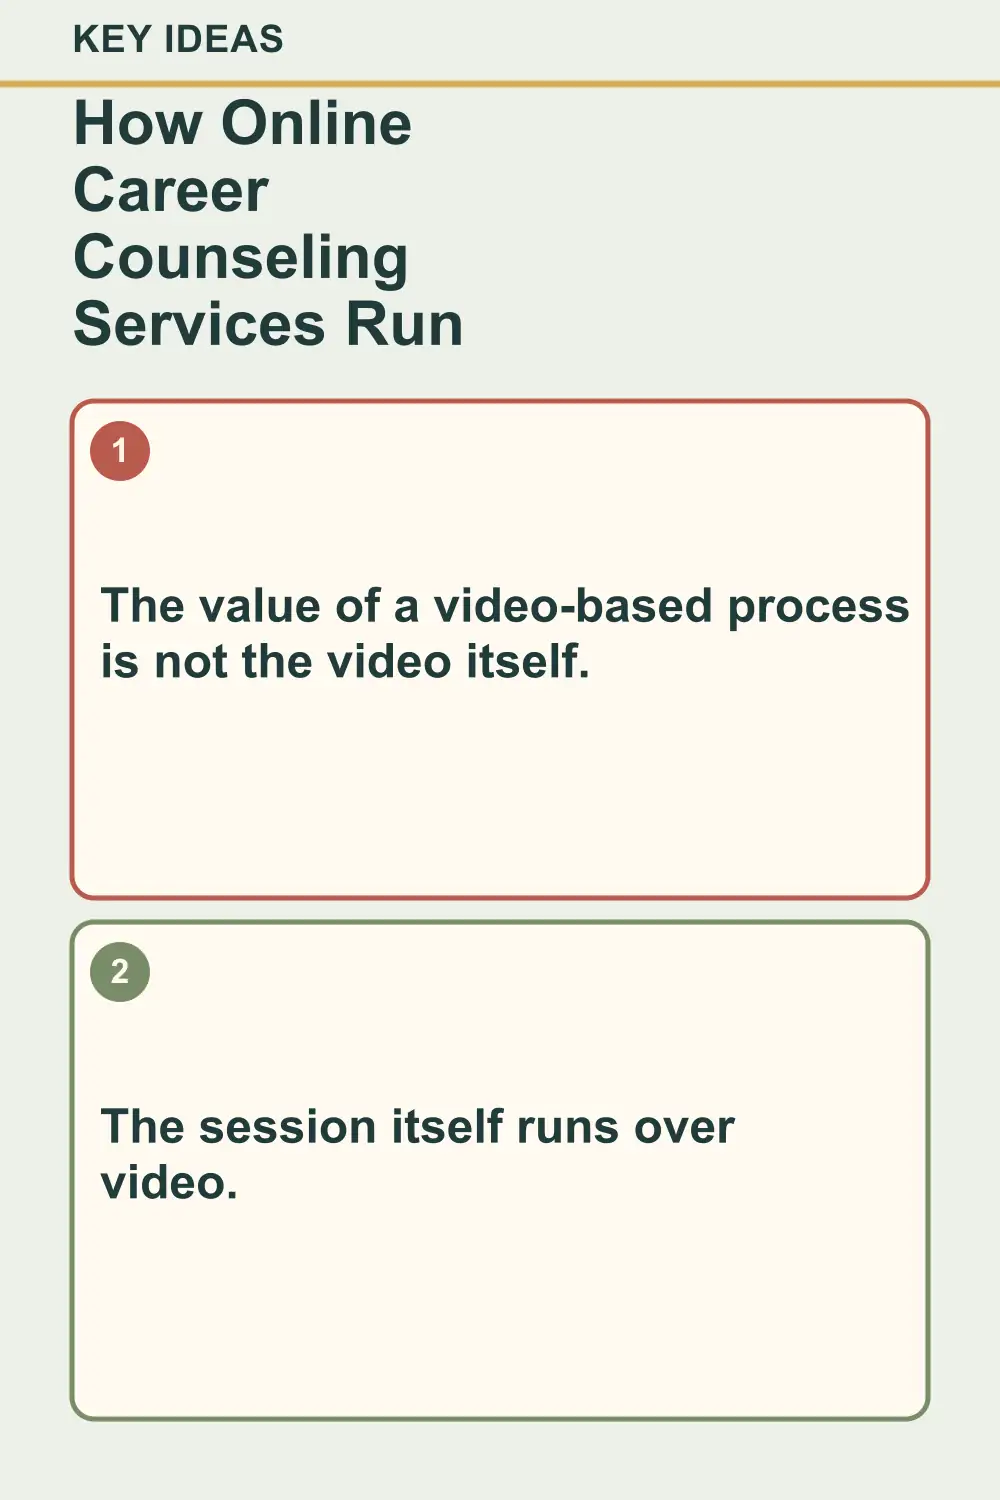 KEY IDEAS
How Online
Career
Counseling
Services Run
1
The value of a video-based process
is not the video itself.
2
The session itself runs over
video.